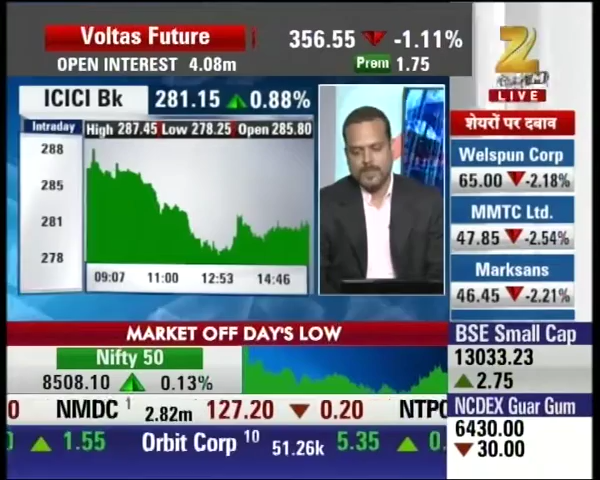 Voltas Future
356.55 -1.11%
OPEN INTEREST 4.08m
Prem 1.75
LIVE
ICICI Bk 281.15 0.88%
Intraday
High 287.45 Low 278.25 Open 285.80
288
285
281
278
09:07 11:00 12:53 14:46
शेयरों पर दबाव
Welspun Corp
65.00 -2.18%
MMTC Ltd.
47.85 -2.54%
Marksans
46.45 -2.21%
MARKET OFF DAY'S LOW
Nifty 50
8508.10 0.13%
BSE Small Cap
13033.23
2.75
0 NMDC 1 2.82m 127.20 0.20 NTPC
NCDEX Guar Gum
6430.00
30.00
1.55 Orbit Corp 10 51.26k 5.35 0.